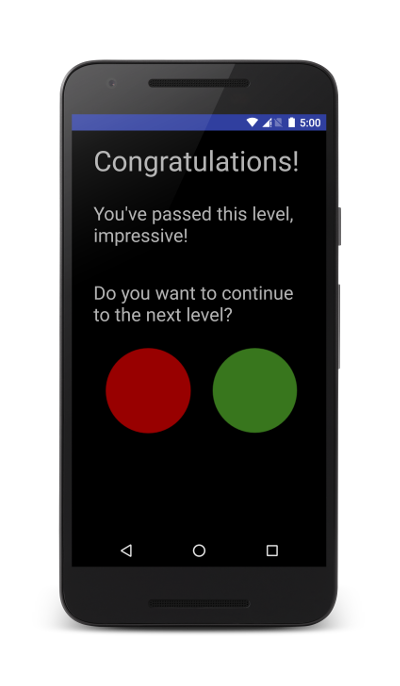 5:00
Congratulations!
You've passed this level,
impressive!
Do you want to continue
to the next level?